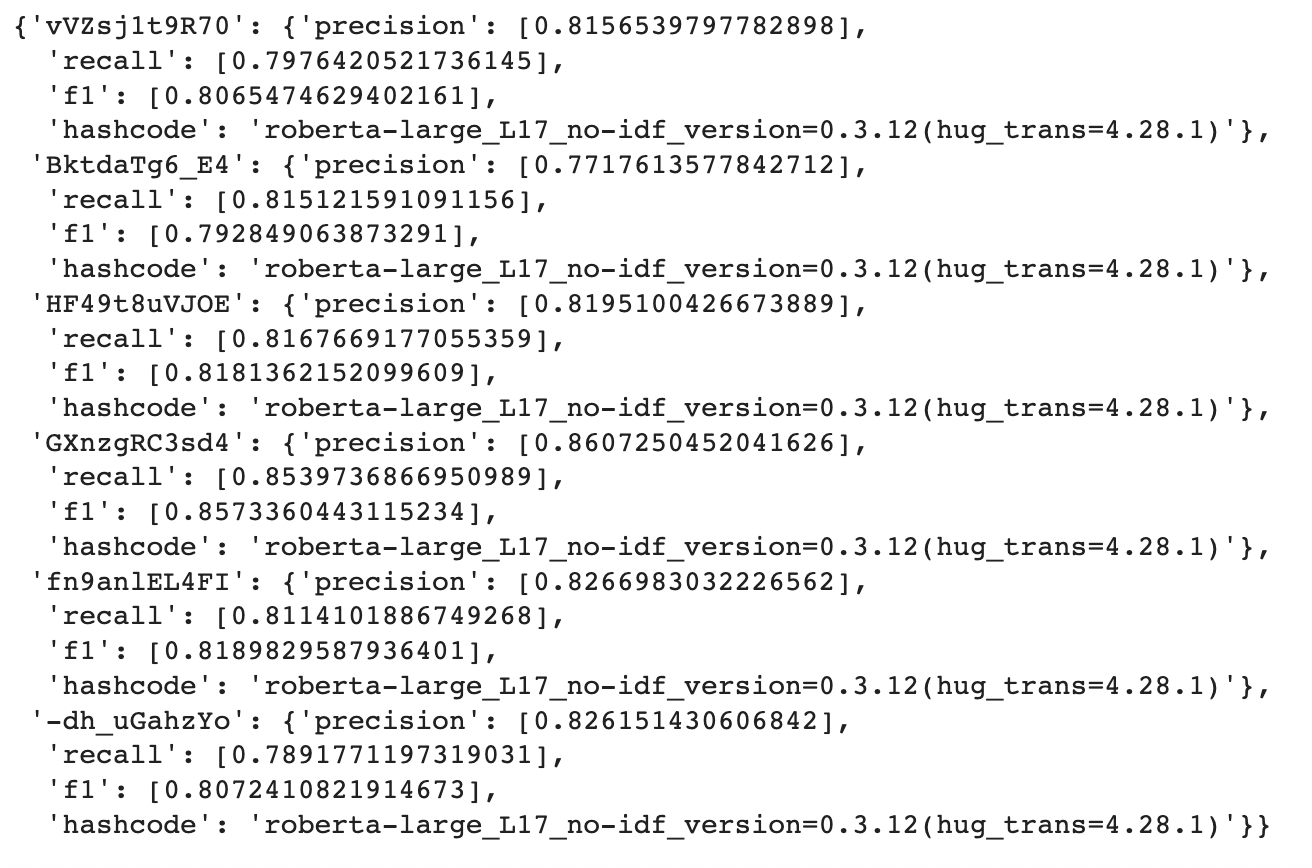 {'vVZsj1t9R70': {'precision': [0.8156539797782898],
'recall': [0.7976420521736145],
'f1': [0.8065474629402161],
'hashcode': 'roberta-large_L17_no-idf_version=0.3.12(hug_trans=4.28.1)'},
'BktdaTg6_E4': {'precision': [0.7717613577842712],
'recall': [0.815121591091156],
'f1': [0.792849063873291],
'hashcode': 'roberta-large_L17_no-idf_version=0.3.12(hug_trans=4.28.1)'},
'HF49t8uVJOE': {'precision': [0.8195100426673889],
'recall': [0.8167669177055359],
'f1': [0.8181362152099609],
'hashcode': 'roberta-large_L17_no-idf_version=0.3.12(hug_trans=4.28.1)'},
'GXnzgRC3sd4': {'precision': [0.8607250452041626],
'recall': [0.8539736866950989],
'f1': [0.8573360443115234],
'hashcode': 'roberta-large_L17_no-idf_version=0.3.12(hug_trans=4.28.1)'},
'fn9anlEL4FI': {'precision': [0.8266983032226562],
'recall': [0.8114101886749268],
'f1': [0.8189829587936401],
'hashcode': 'roberta-large_L17_no-idf_version=0.3.12(hug_trans=4.28.1)'},
'-dh_uGahzYo': {'precision': [0.826151430606842],
'recall': [0.7891771197319031],
'f1': [0.8072410821914673],
'hashcode': 'roberta-large_L17_no-idf_version=0.3.12(hug_trans=4.28.1)'}}